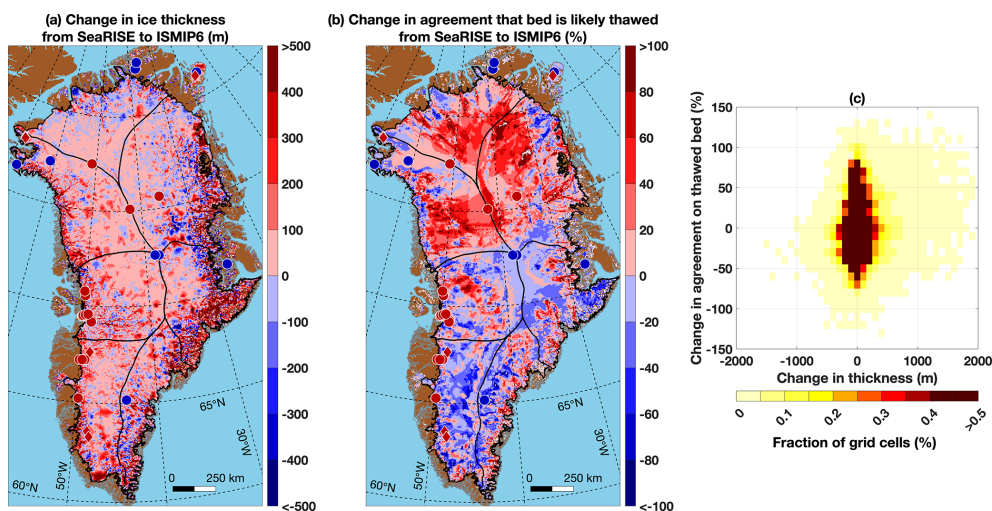 (a) Change in ice thickness
from SeaRISE to ISMIP6 (m)
>500
400
300
200
100
0
-100
-200
-300
-400
<-500
65°N
30°W
50°W
60°N
0 250 km
(b) Change in agreement that bed is likely thawed
from SeaRISE to ISMIP6 (%)
>100
80
60
40
20
0
-20
-40
-60
-80
<-100
65°N
30°W
50°W
60°N
0 250 km
(c)
Change in agreement on thawed bed (%)
150
100
50
0
-50
-100
-150
-2000 -1000 0 1000 2000
Change in thickness (m)
0 0.1 0.2 0.3 0.4 >0.5
Fraction of grid cells (%)